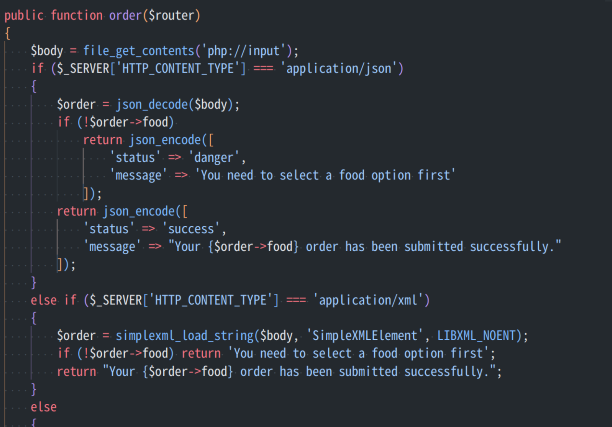 public function order($router)
{
$body = file_get_contents('php://input');
if ($_SERVER['HTTP_CONTENT_TYPE'] === 'application/json')
{
$order = json_decode($body);
if (!$order->food)
return json_encode([
'status' => 'danger',
'message' => 'You need to select a food option first'
]);
return json_encode([
'status' => 'success',
'message' => "Your {$order->food} order has been submitted successfully."
]);
}
else if ($_SERVER['HTTP_CONTENT_TYPE'] === 'application/xml')
{
$order = simplexml_load_string($body, 'SimpleXMLElement', LIBXML_NOENT);
if (!$order->food) return 'You need to select a food option first';
return "Your {$order->food} order has been submitted successfully.";
}
else
{